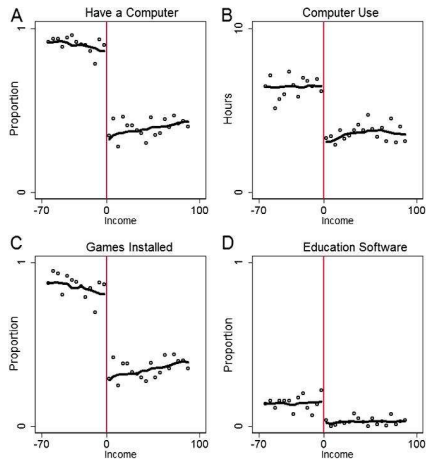 A Have a Computer
Proportion
1
0
-70 0 100
Income
B Computer Use
Hours
10
0
-70 0 100
Income
C Games Installed
Proportion
1
0
-70 0 100
Income
D Education Software
Proportion
1
0
-70 0 100
Income